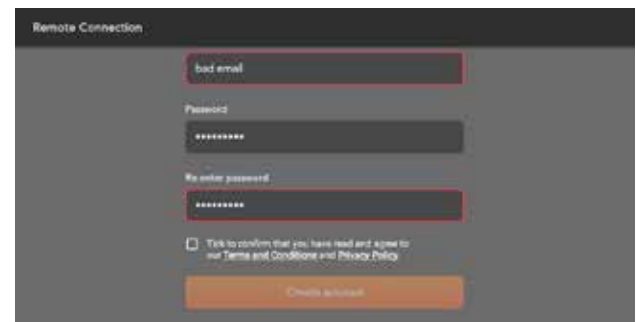 Remote Connection
bad email
Password
•••••••••
Re-enter password
•••••••••
Tick to confirm that you have read and agree to
our Terms and Conditions and Privacy Policy
Create account